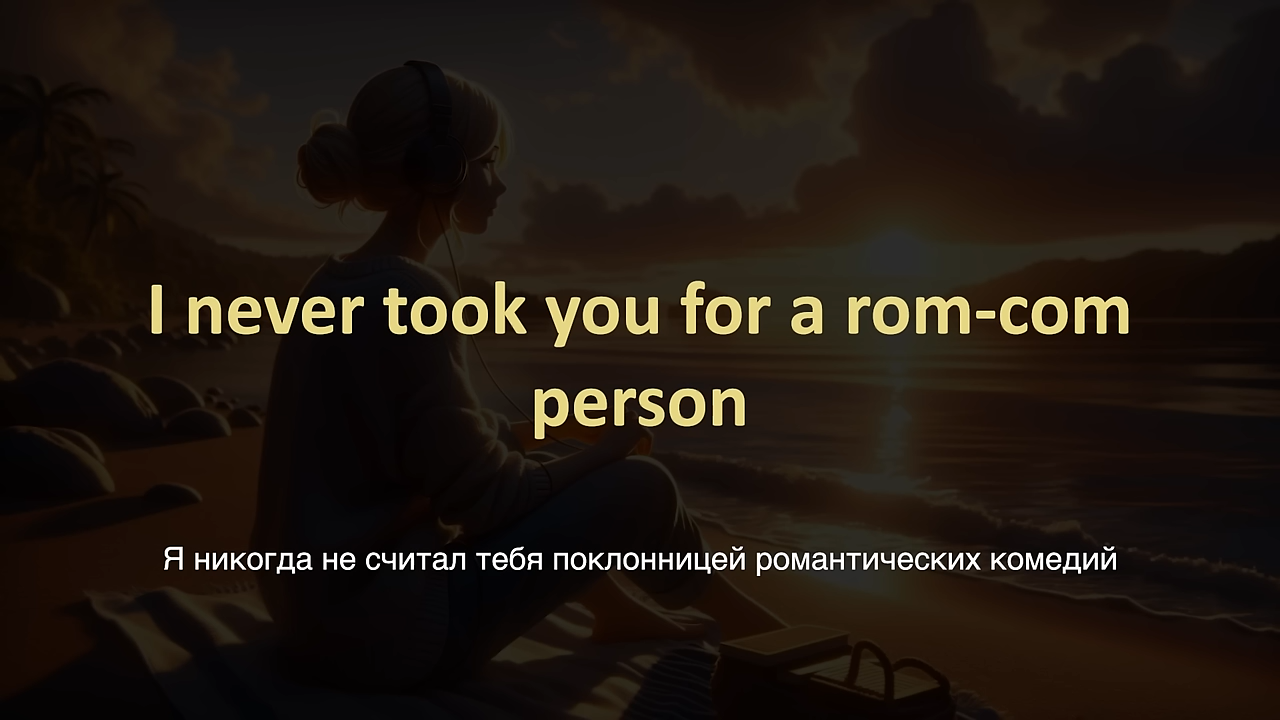 I never took you for a rom-com
person
Я никогда не считал тебя поклонницей романтических комедий